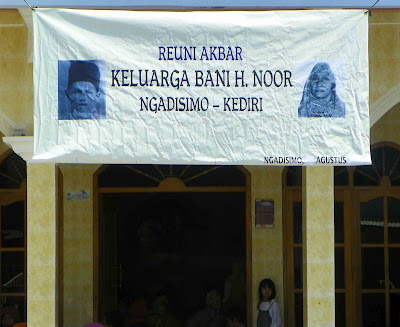 REUNI AKBAR
KELUARGA BANI H. NOOR
NGADISIMO – KEDIRI
NGADISIMO, AGUSTUS